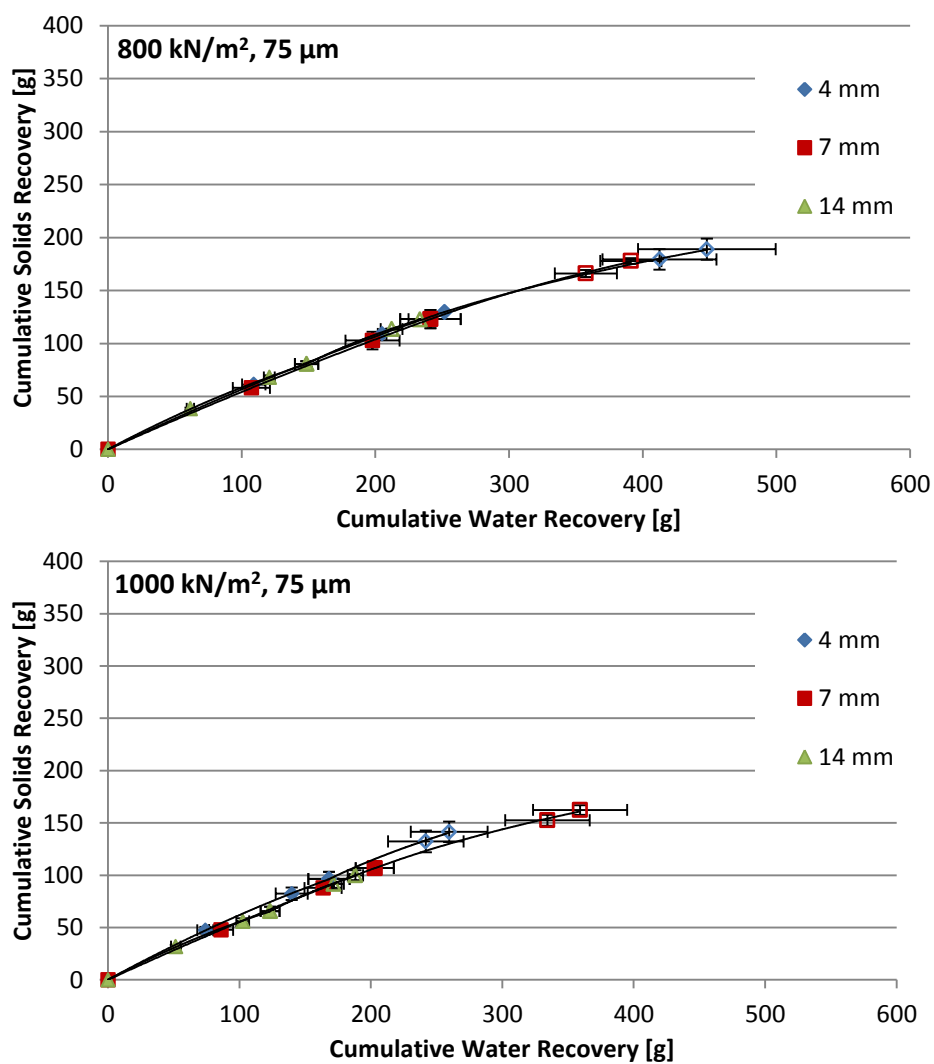 800 kN/m², 75 µm
Cumulative Solids Recovery [g]
400
350
300
250
200
150
100
50
0
4 mm
7 mm
14 mm
0 100 200 300 400 500 600
Cumulative Water Recovery [g]
1000 kN/m², 75 µm
Cumulative Solids Recovery [g]
400
350
300
250
200
150
100
50
0
4 mm
7 mm
14 mm
0 100 200 300 400 500 600
Cumulative Water Recovery [g]